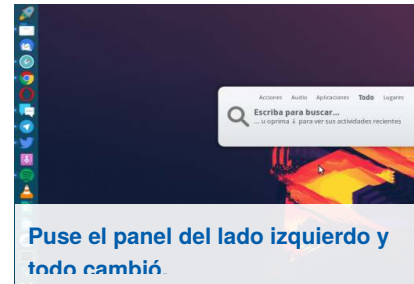 Acciones Audio Aplicaciones Todo Lugares
Escriba para buscar...
... u oprima ↓ para ver sus actividades recientes
Puse el panel del lado izquierdo y
todo cambió.